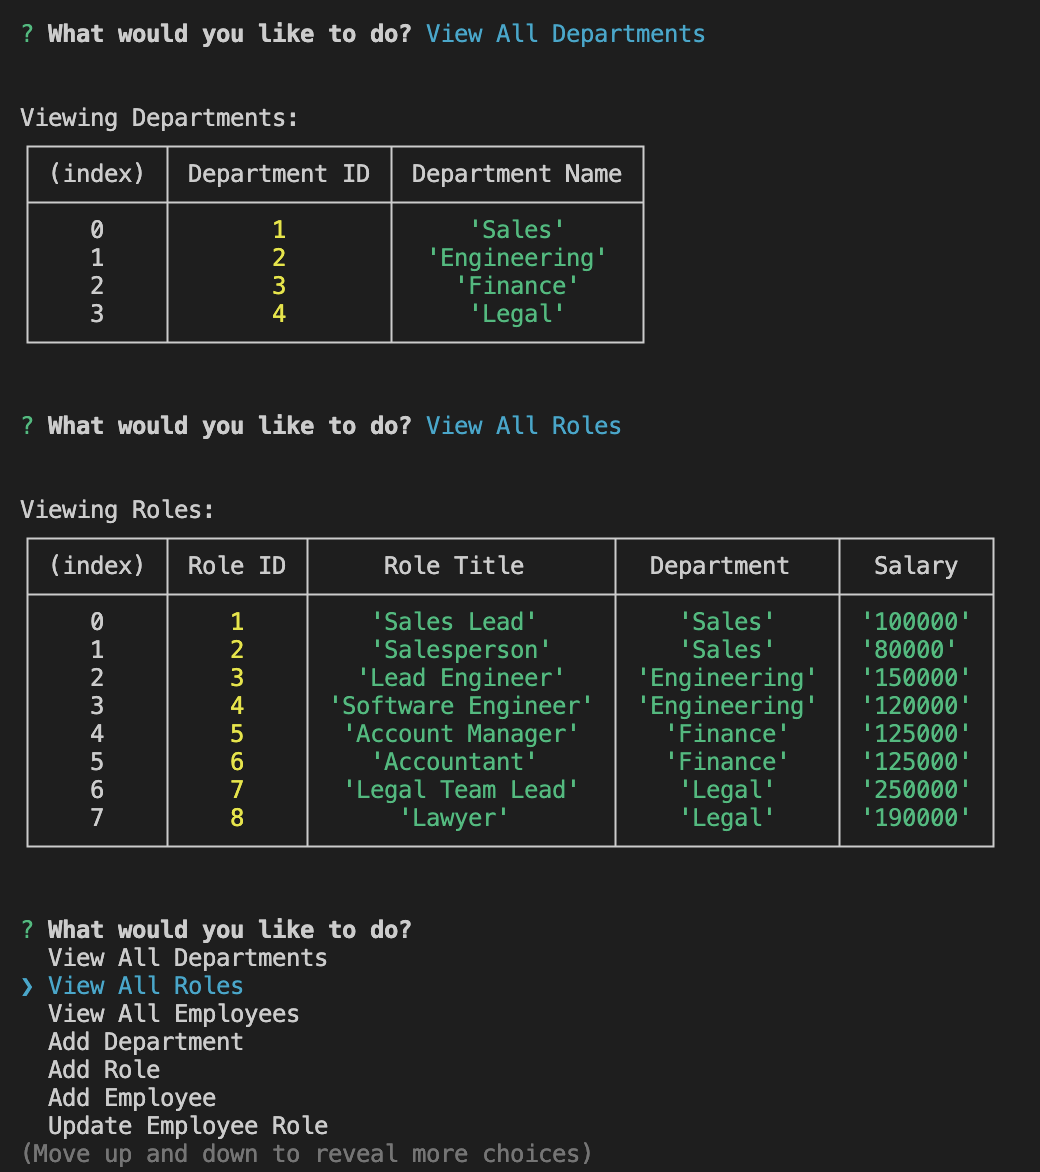 ? What would you like to do? View All Departments
Viewing Departments:
(index) Department ID Department Name
0 1 'Sales'
1 2 'Engineering'
2 3 'Finance'
3 4 'Legal'
? What would you like to do? View All Roles
Viewing Roles:
(index) Role ID Role Title Department Salary
0 1 'Sales Lead' 'Sales' '100000'
1 2 'Salesperson' 'Sales' '80000'
2 3 'Lead Engineer' 'Engineering' '150000'
3 4 'Software Engineer' 'Engineering' '120000'
4 5 'Account Manager' 'Finance' '125000'
5 6 'Accountant' 'Finance' '125000'
6 7 'Legal Team Lead' 'Legal' '250000'
7 8 'Lawyer' 'Legal' '190000'
? What would you like to do?
View All Departments
❯ View All Roles
View All Employees
Add Department
Add Role
Add Employee
Update Employee Role
(Move up and down to reveal more choices)